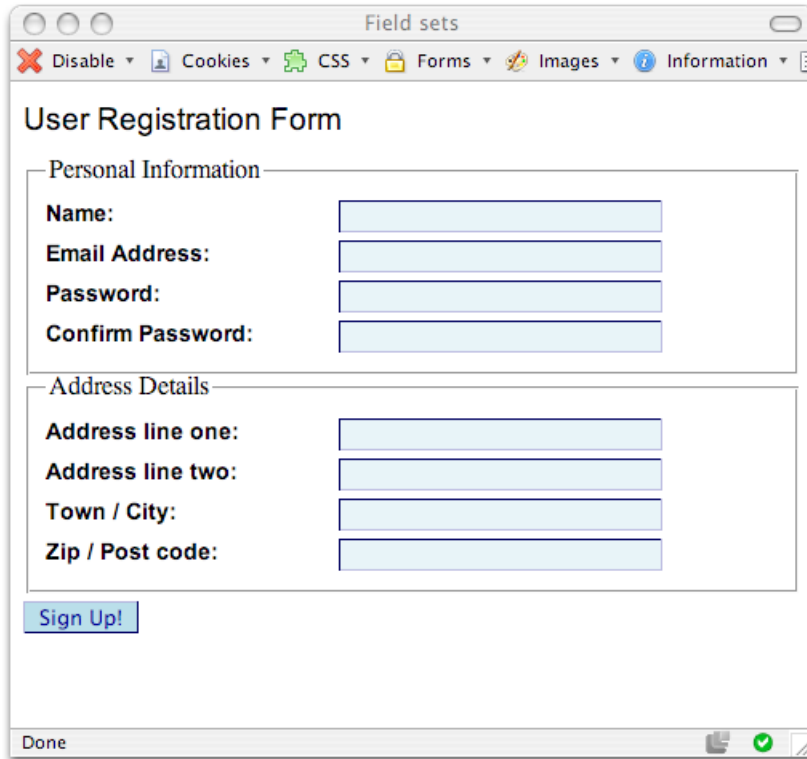 Field sets
Disable Cookies CSS Forms Images Information
User Registration Form
Personal Information
Name:
Email Address:
Password:
Confirm Password:
Address Details
Address line one:
Address line two:
Town / City:
Zip / Post code:
Sign Up!
Done